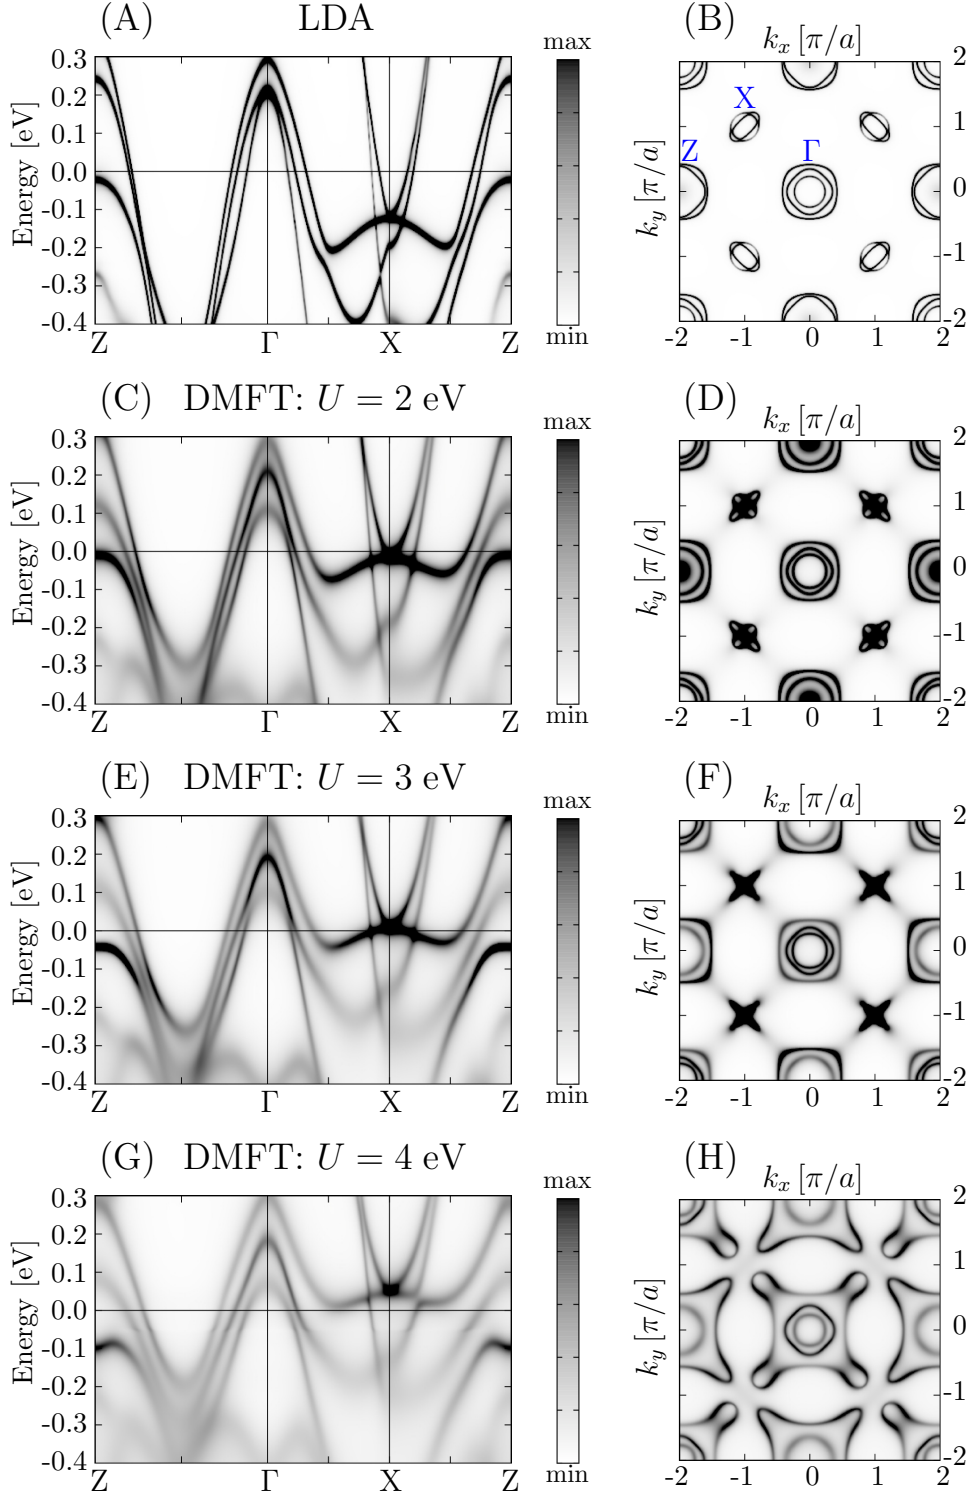 (A) LDA
max
min
Energy [eV]
0.3
0.2
0.1
0.0
-0.1
-0.2
-0.3
-0.4
Z Γ X Z
(B)
k_x [π/a]
k_y [π/a]
X
Z Γ
2
1
0
-1
-2
-2 -1 0 1 2
(C) DMFT: U = 2 eV
max
min
Energy [eV]
0.3
0.2
0.1
0.0
-0.1
-0.2
-0.3
-0.4
Z Γ X Z
(D)
k_x [π/a]
k_y [π/a]
2
1
0
-1
-2
-2 -1 0 1 2
(E) DMFT: U = 3 eV
max
min
Energy [eV]
0.3
0.2
0.1
0.0
-0.1
-0.2
-0.3
-0.4
Z Γ X Z
(F)
k_x [π/a]
k_y [π/a]
2
1
0
-1
-2
-2 -1 0 1 2
(G) DMFT: U = 4 eV
max
min
Energy [eV]
0.3
0.2
0.1
0.0
-0.1
-0.2
-0.3
-0.4
Z Γ X Z
(H)
k_x [π/a]
k_y [π/a]
2
1
0
-1
-2
-2 -1 0 1 2